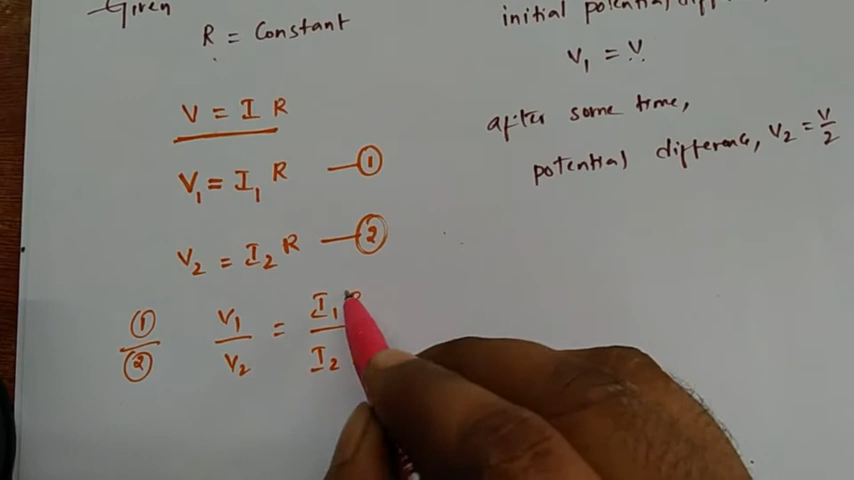 Given
R = Constant
V = I R
V₁ = I₁ R —①
V₂ = I₂ R —②
① / ② V₁ / V₂ = I₁ R / I₂
initial potential
V₁ = V
after some time,
potential difference, V₂ = V/2